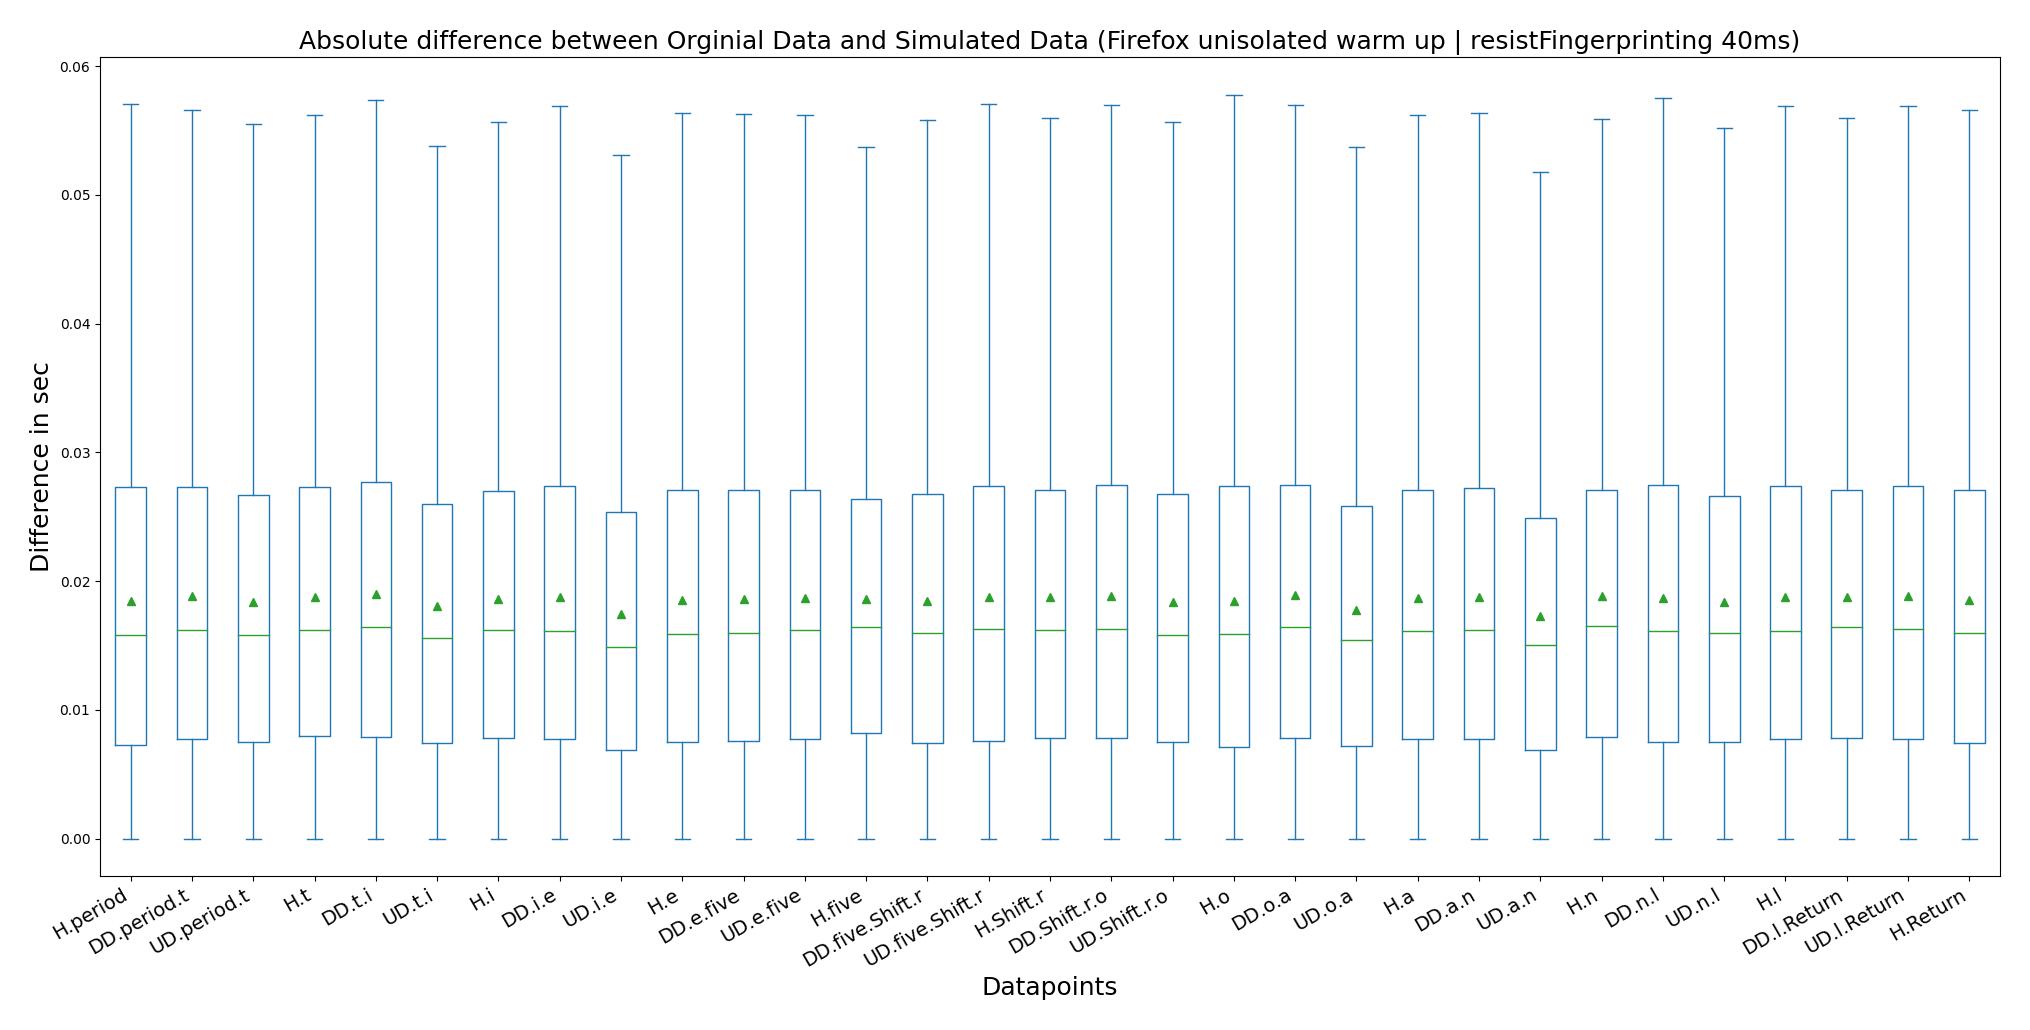 Absolute difference between Orginial Data and Simulated Data (Firefox unisolated warm up | resistFingerprinting 40ms)
0.06
0.05
0.04
0.03
0.02
0.01
0.00
Difference in sec
H.period
DD.period.t
UD.period.t
H.t
DD.t.i
UD.t.i
H.i
DD.i.e
UD.i.e
H.e
DD.e.five
UD.e.five
H.five
DD.five.Shift.r
UD.five.Shift.r
H.Shift.r
DD.Shift.r.o
UD.Shift.r.o
H.o
DD.o.a
UD.o.a
H.a
DD.a.n
UD.a.n
H.n
DD.n.l
UD.n.l
H.l
DD.l.Return
UD.l.Return
H.Return
Datapoints